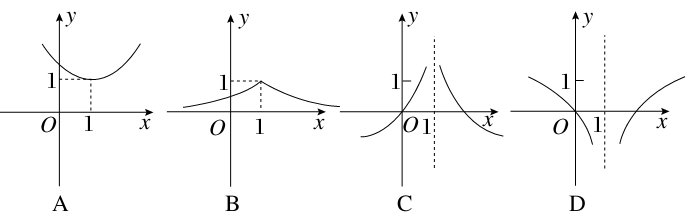 y y y y
1 1 1 1
O 1 x O 1 x O 1 x O 1 x
A B C D